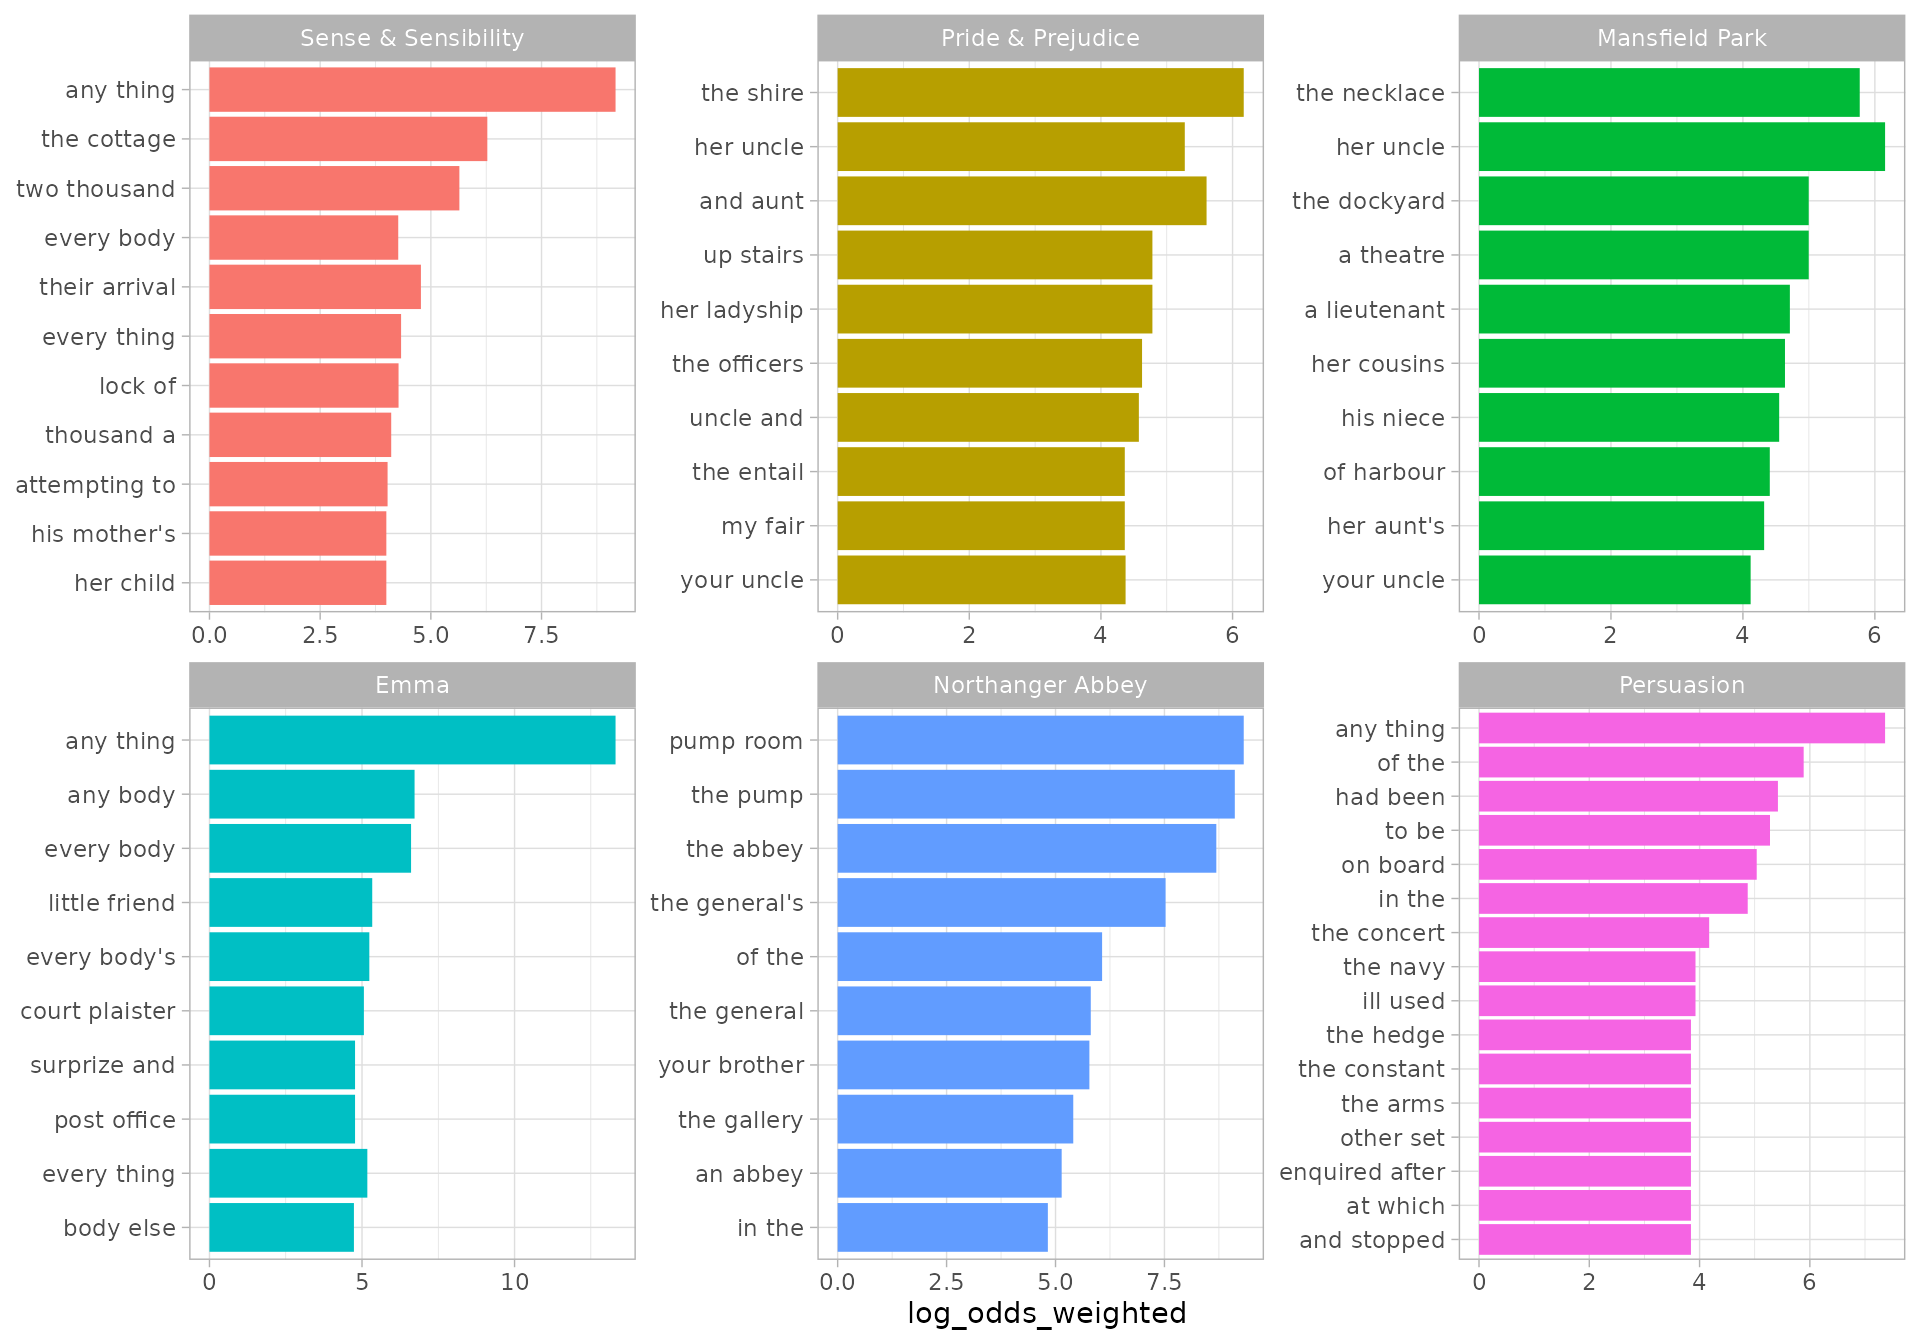 Sense & Sensibility
any thing
the cottage
two thousand
every body
their arrival
every thing
lock of
thousand a
attempting to
his mother's
her child
0.0 2.5 5.0 7.5
Pride & Prejudice
the shire
her uncle
and aunt
up stairs
her ladyship
the officers
uncle and
the entail
my fair
your uncle
0 2 4 6
Mansfield Park
the necklace
her uncle
the dockyard
a theatre
a lieutenant
her cousins
his niece
of harbour
her aunt's
your uncle
0 2 4 6
Emma
any thing
any body
every body
little friend
every body's
court plaister
surprize and
post office
every thing
body else
0 5 10
Northanger Abbey
pump room
the pump
the abbey
the general's
of the
the general
your brother
the gallery
an abbey
in the
0.0 2.5 5.0 7.5
Persuasion
any thing
of the
had been
to be
on board
in the
the concert
the navy
ill used
the hedge
the constant
the arms
other set
enquired after
at which
and stopped
0 2 4 6
log_odds_weighted